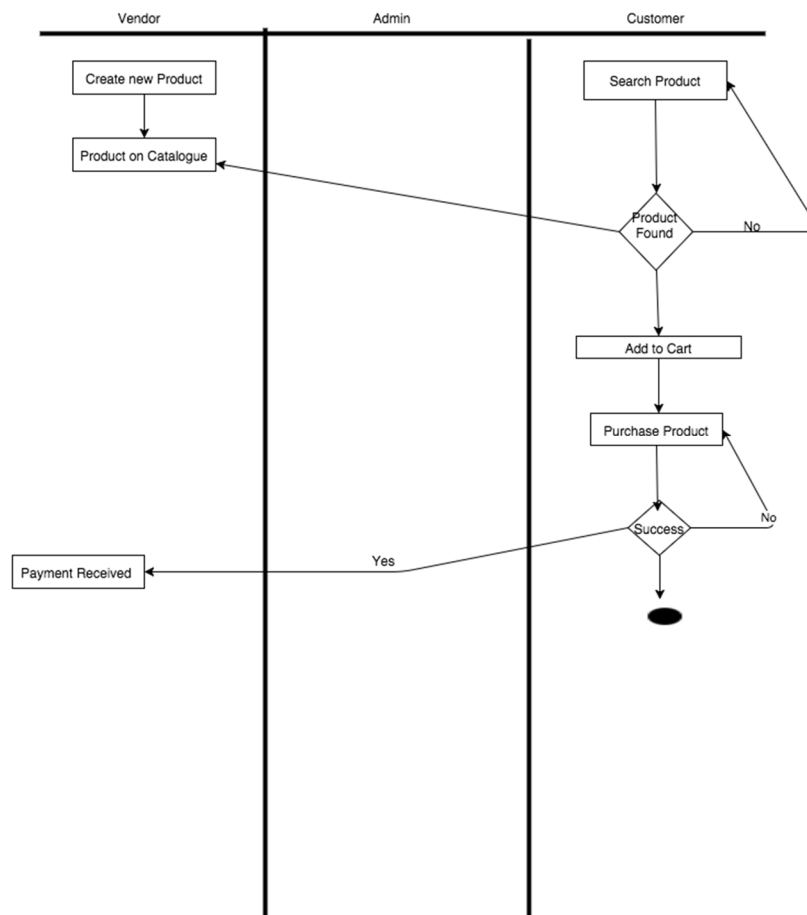 Vendor
Admin
Customer
Create new Product
Search Product
Product on Catalogue
Product
Found
No
Add to Cart
Purchase Product
Success
No
Yes
Payment Received